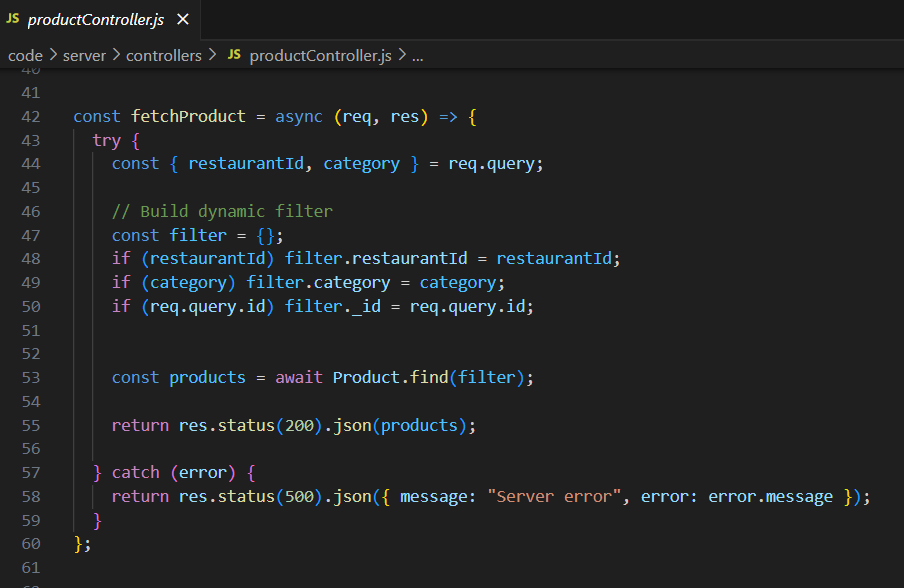 JS productController.js ×
code > server > controllers > JS productController.js > ...
40
41
42 const fetchProduct = async (req, res) => {
43   try {
44     const { restaurantId, category } = req.query;
45
46     // Build dynamic filter
47     const filter = {};
48     if (restaurantId) filter.restaurantId = restaurantId;
49     if (category) filter.category = category;
50     if (req.query.id) filter._id = req.query.id;
51
52
53     const products = await Product.find(filter);
54
55     return res.status(200).json(products);
56
57   } catch (error) {
58     return res.status(500).json({ message: "Server error", error: error.message });
59   }
60 };
61